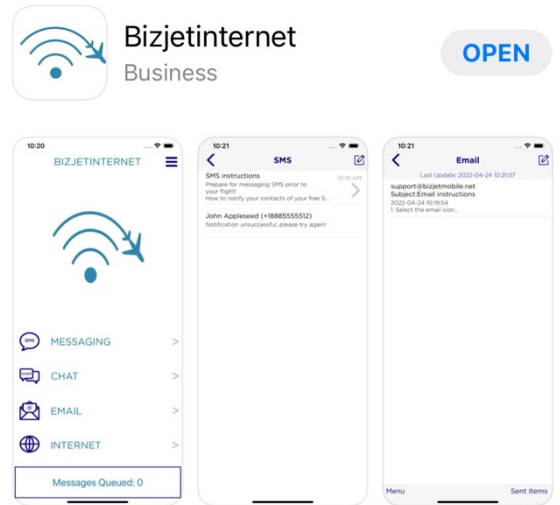 Bizjetinternet
Business
OPEN
10:20
BIZJETINTERNET
SMS
MESSAGING
CHAT
CHAT
EMAIL
INTERNET
Messages Queued: 0
10:21
SMS
SMS instructions
10:19 AM
Prepare for messaging SMS prior to
your flight!
How to notify your contacts of your free S...
John Appleseed (+18885555512)
Notification unsuccessful, please try again!
10:21
Email
Last Update: 2022-04-24 10:21:07
support@bizjetmobile.net
Subject:Email instructions
2022-04-24 10:19:54
1. Select the email icon...
Menu
Sent Items